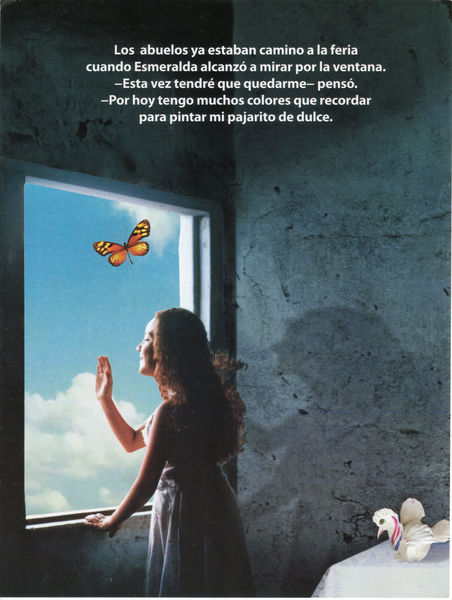 Los abuelos ya estaban camino a la feria
cuando Esmeralda alcanzó a mirar por la ventana.
–Esta vez tendré que quedarme– pensó.
–Por hoy tengo muchos colores que recordar
para pintar mi pajarito de dulce.